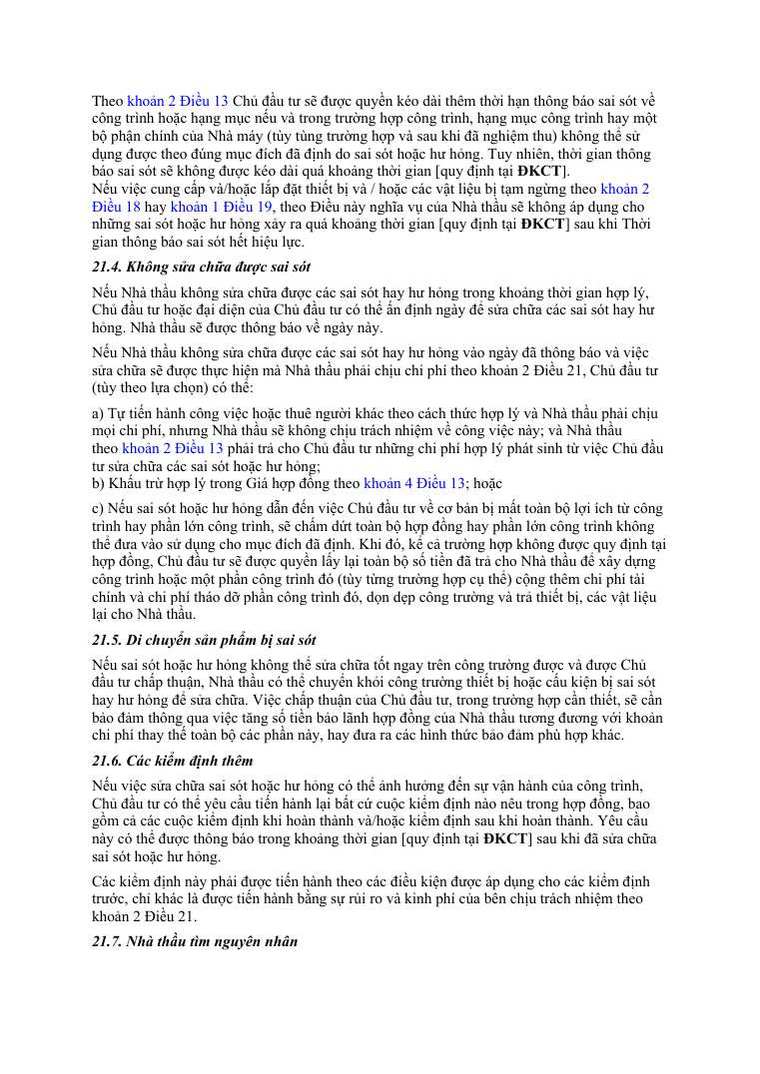 Theo khoản 2 Điều 13 Chủ đầu tư sẽ được quyền kéo dài thêm thời hạn thông báo sai sót về
công trình hoặc hạng mục nếu và trong trường hợp công trình, hạng mục công trình hay một
bộ phận chính của Nhà máy (tùy tùng trường hợp và sau khi đã nghiệm thu) không thể sử
dụng được theo đúng mục đích đã định do sai sót hoặc hư hỏng. Tuy nhiên, thời gian thông
báo sai sót sẽ không được kéo dài quá khoảng thời gian [quy định tại ĐKCT].
Nếu việc cung cấp và/hoặc lắp đặt thiết bị và / hoặc các vật liệu bị tạm ngừng theo khoản 2
Điều 18 hay khoản 1 Điều 19, theo Điều này nghĩa vụ của Nhà thầu sẽ không áp dụng cho
những sai sót hoặc hư hỏng xảy ra quá khoảng thời gian [quy định tại ĐKCT] sau khi Thời
gian thông báo sai sót hết hiệu lực.
21.4. Không sửa chữa được sai sót
Nếu Nhà thầu không sửa chữa được các sai sót hay hư hỏng trong khoảng thời gian hợp lý,
Chủ đầu tư hoặc đại diện của Chủ đầu tư có thể ấn định ngày để sửa chữa các sai sót hay hư
hỏng. Nhà thầu sẽ được thông báo về ngày này.
Nếu Nhà thầu không sửa chữa được các sai sót hay hư hỏng vào ngày đã thông báo và việc
sửa chữa sẽ được thực hiện mà Nhà thầu phải chịu chi phí theo khoản 2 Điều 21, Chủ đầu tư
(tùy theo lựa chọn) có thể:
a) Tự tiến hành công việc hoặc thuê người khác theo cách thức hợp lý và Nhà thầu phải chịu
mọi chi phí, nhưng Nhà thầu sẽ không chịu trách nhiệm về công việc này; và Nhà thầu
theo khoản 2 Điều 13 phải trả cho Chủ đầu tư những chi phí hợp lý phát sinh từ việc Chủ đầu
tư sửa chữa các sai sót hoặc hư hỏng;
b) Khấu trừ hợp lý trong Giá hợp đồng theo khoản 4 Điều 13; hoặc
c) Nếu sai sót hoặc hư hỏng dẫn đến việc Chủ đầu tư về cơ bản bị mất toàn bộ lợi ích từ công
trình hay phần lớn công trình, sẽ chấm dứt toàn bộ hợp đồng hay phần lớn công trình không
thể đưa vào sử dụng cho mục đích đã định. Khi đó, kể cả trường hợp không được quy định tại
hợp đồng, Chủ đầu tư sẽ được quyền lấy lại toàn bộ số tiền đã trả cho Nhà thầu để xây dựng
công trình hoặc một phần công trình đó (tùy từng trường hợp cụ thể) cộng thêm chi phí tài
chính và chi phí tháo dỡ phần công trình đó, dọn dẹp công trường và trả thiết bị, các vật liệu
lại cho Nhà thầu.
21.5. Di chuyển sản phẩm bị sai sót
Nếu sai sót hoặc hư hỏng không thể sửa chữa tốt ngay trên công trường được và được Chủ
đầu tư chấp thuận, Nhà thầu có thể chuyển khỏi công trường thiết bị hoặc cấu kiện bị sai sót
hay hư hỏng để sửa chữa. Việc chấp thuận của Chủ đầu tư, trong trường hợp cần thiết, sẽ cần
bảo đảm thông qua việc tăng số tiền bảo lãnh hợp đồng của Nhà thầu tương đương với khoản
chi phí thay thế toàn bộ các phần này, hay đưa ra các hình thức bảo đảm phù hợp khác.
21.6. Các kiểm định thêm
Nếu việc sửa chữa sai sót hoặc hư hỏng có thể ảnh hưởng đến sự vận hành của công trình,
Chủ đầu tư có thể yêu cầu tiến hành lại bất cứ cuộc kiểm định nào nêu trong hợp đồng, bao
gồm cả các cuộc kiểm định khi hoàn thành và/hoặc kiểm định sau khi hoàn thành. Yêu cầu
này có thể được thông báo trong khoảng thời gian [quy định tại ĐKCT] sau khi đã sửa chữa
sai sót hoặc hư hỏng.
Các kiểm định này phải được tiến hành theo các điều kiện được áp dụng cho các kiểm định
trước, chỉ khác là được tiến hành bằng sự rủi ro và kinh phí của bên chịu trách nhiệm theo
khoản 2 Điều 21.
21.7. Nhà thầu tìm nguyên nhân